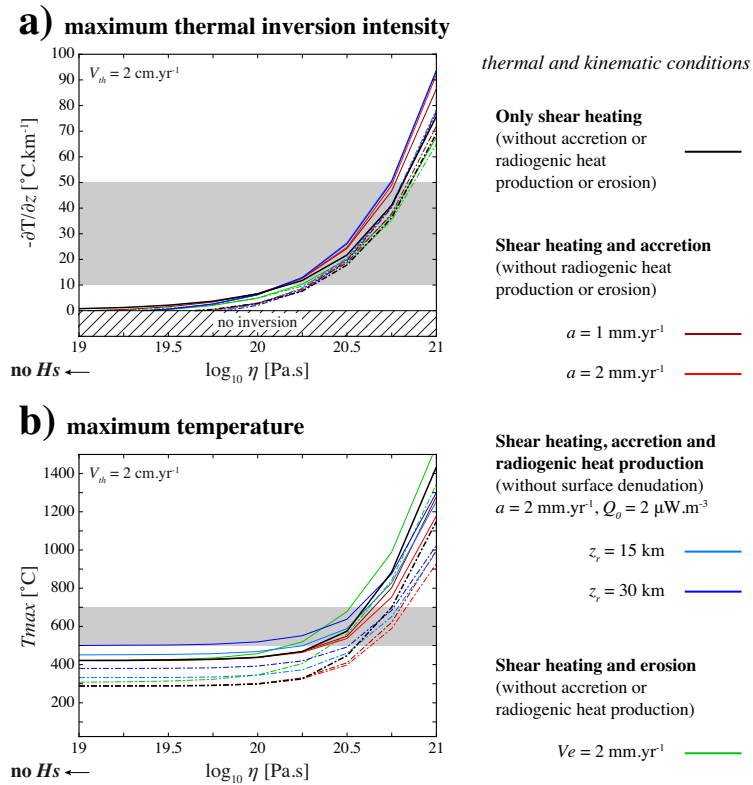 a) maximum thermal inversion intensity
V_th = 2 cm.yr⁻¹
-∂T/∂z [˚C.km⁻¹]
100
90
80
70
60
50
40
30
20
10
0
no inversion
19
19.5
20
20.5
21
no Hs ←
log₁₀ η [Pa.s]
b) maximum temperature
V_th = 2 cm.yr⁻¹
Tmax [˚C]
1400
1200
1000
800
700
600
500
400
200
19
19.5
20
20.5
21
no Hs ←
log₁₀ η [Pa.s]
thermal and kinematic conditions
Only shear heating
(without accretion or
radiogenic heat
production or erosion)
Shear heating and accretion
(without radiogenic heat
production or erosion)
a = 1 mm.yr⁻¹
a = 2 mm.yr⁻¹
Shear heating, accretion and
radiogenic heat production
(without surface denudation)
a = 2 mm.yr⁻¹, Q₀ = 2 µW.m⁻³
z_r = 15 km
z_r = 30 km
Shear heating and erosion
(without accretion or
radiogenic heat production)
Ve = 2 mm.yr⁻¹